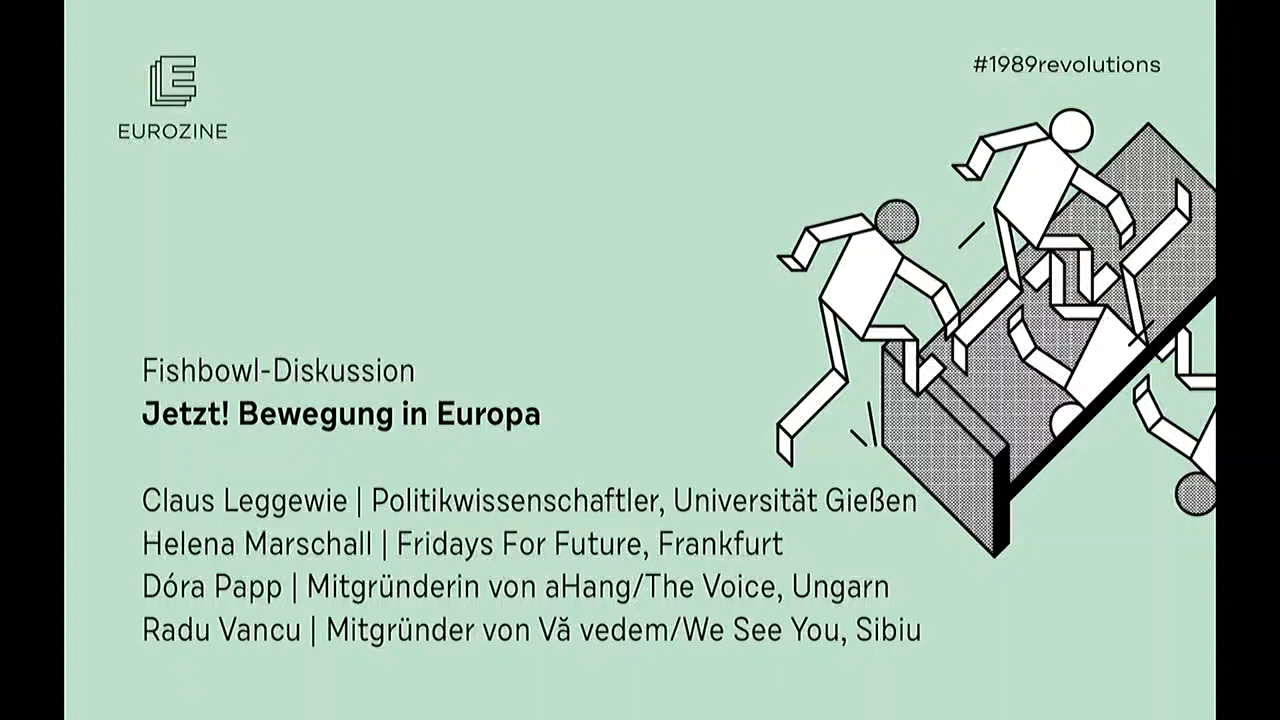 EUROZINE
#1989revolutions
Fishbowl-Diskussion
Jetzt! Bewegung in Europa
Claus Leggewie | Politikwissenschaftler, Universität Gießen
Helena Marschall | Fridays For Future, Frankfurt
Dóra Papp | Mitgründerin von aHang/The Voice, Ungarn
Radu Vancu | Mitgründer von Vă vedem/We See You, Sibiu